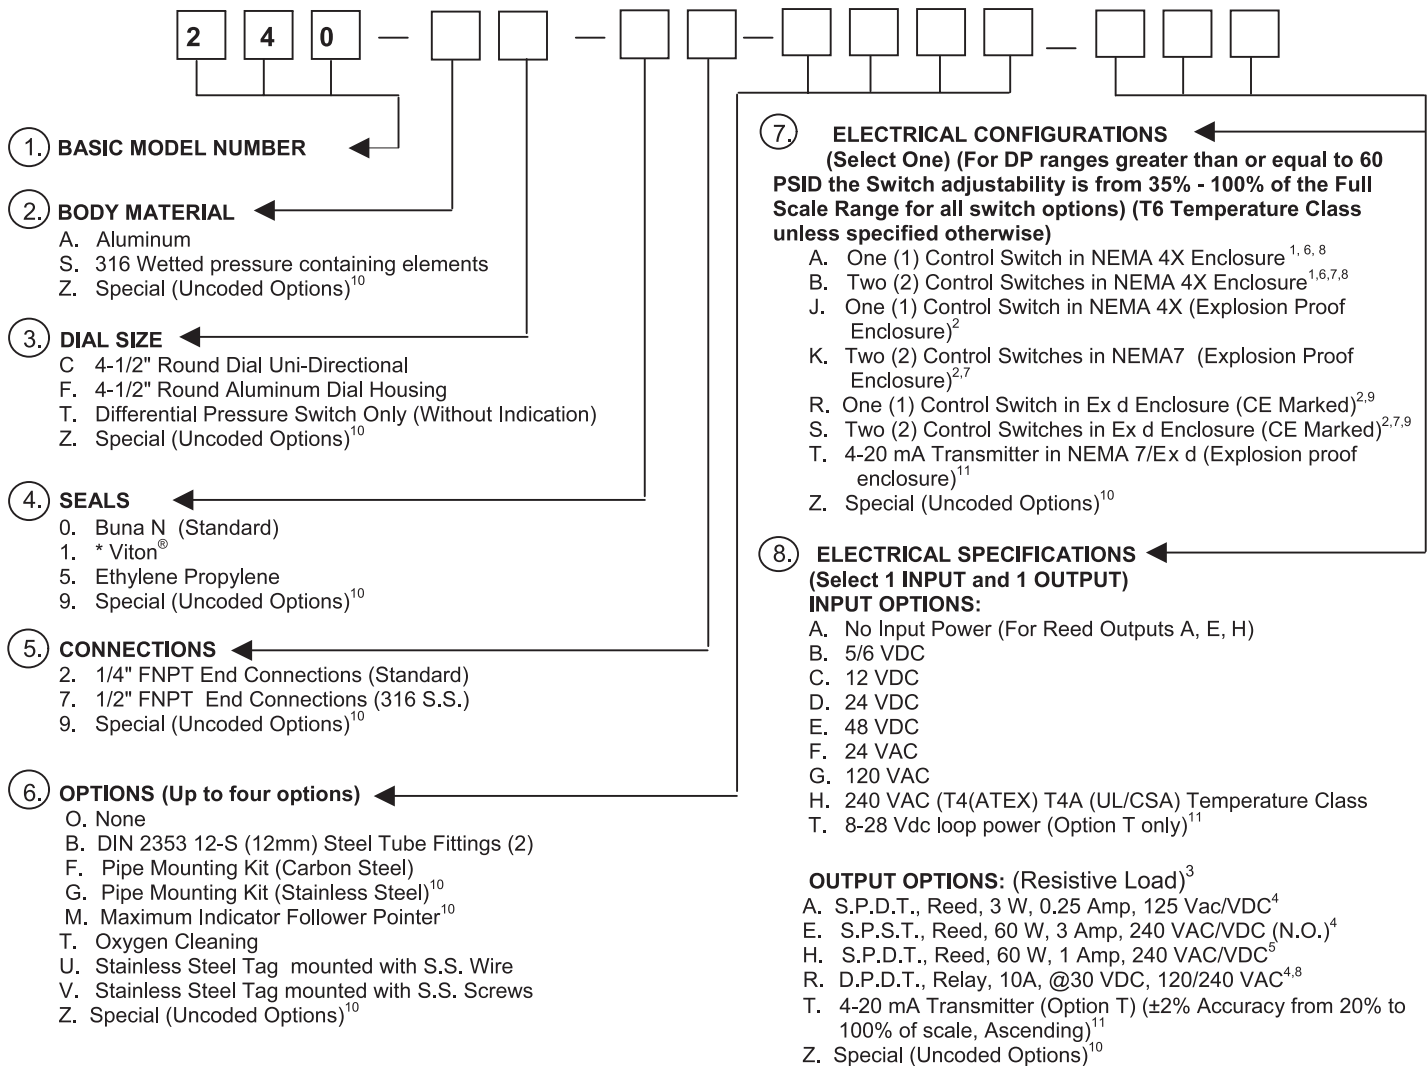 2 4 0 — — — —
1. BASIC MODEL NUMBER
2. BODY MATERIAL
A. Aluminum
S. 316 Wetted pressure containing elements
Z. Special (Uncoded Options)10
3. DIAL SIZE
C 4-1/2" Round Dial Uni-Directional
F. 4-1/2" Round Aluminum Dial Housing
T. Differential Pressure Switch Only (Without Indication)
Z. Special (Uncoded Options)10
4. SEALS
0. Buna N (Standard)
1. * Viton®
5. Ethylene Propylene
9. Special (Uncoded Options)10
5. CONNECTIONS
2. 1/4" FNPT End Connections (Standard)
7. 1/2" FNPT End Connections (316 S.S.)
9. Special (Uncoded Options)10
6. OPTIONS (Up to four options)
O. None
B. DIN 2353 12-S (12mm) Steel Tube Fittings (2)
F. Pipe Mounting Kit (Carbon Steel)
G. Pipe Mounting Kit (Stainless Steel)10
M. Maximum Indicator Follower Pointer10
T. Oxygen Cleaning
U. Stainless Steel Tag mounted with S.S. Wire
V. Stainless Steel Tag mounted with S.S. Screws
Z. Special (Uncoded Options)10
7. ELECTRICAL CONFIGURATIONS
(Select One) (For DP ranges greater than or equal to 60
PSID the Switch adjustability is from 35% - 100% of the Full
Scale Range for all switch options) (T6 Temperature Class
unless specified otherwise)
A. One (1) Control Switch in NEMA 4X Enclosure 1, 6, 8
B. Two (2) Control Switches in NEMA 4X Enclosure1,6,7,8
J. One (1) Control Switch in NEMA 4X (Explosion Proof
Enclosure)2
K. Two (2) Control Switches in NEMA7 (Explosion Proof
Enclosure)2,7
R. One (1) Control Switch in Ex d Enclosure (CE Marked)2,9
S. Two (2) Control Switches in Ex d Enclosure (CE Marked)2,7,9
T. 4-20 mA Transmitter in NEMA 7/Ex d (Explosion proof
enclosure)11
Z. Special (Uncoded Options)10
8. ELECTRICAL SPECIFICATIONS
(Select 1 INPUT and 1 OUTPUT)
INPUT OPTIONS:
A. No Input Power (For Reed Outputs A, E, H)
B. 5/6 VDC
C. 12 VDC
D. 24 VDC
E. 48 VDC
F. 24 VAC
G. 120 VAC
H. 240 VAC (T4(ATEX) T4A (UL/CSA) Temperature Class
T. 8-28 Vdc loop power (Option T only)11
OUTPUT OPTIONS: (Resistive Load)3
A. S.P.D.T., Reed, 3 W, 0.25 Amp, 125 Vac/VDC4
E. S.P.S.T., Reed, 60 W, 3 Amp, 240 VAC/VDC (N.O.)4
H. S.P.D.T., Reed, 60 W, 1 Amp, 240 VAC/VDC5
R. D.P.D.T., Relay, 10A, @30 VDC, 120/240 VAC4,8
T. 4-20 mA Transmitter (Option T) (±2% Accuracy from 20% to
100% of scale, Ascending)11
Z. Special (Uncoded Options)10